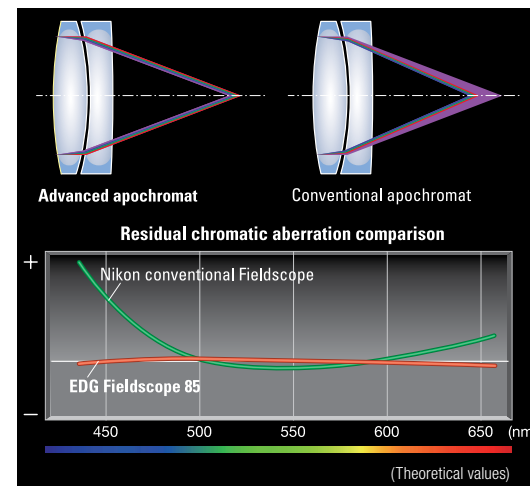 Advanced apochromat
Conventional apochromat
Residual chromatic aberration comparison
+
Nikon conventional Fieldscope
EDG Fieldscope 85
−
450 500 550 600 650 (nm
(Theoretical values)